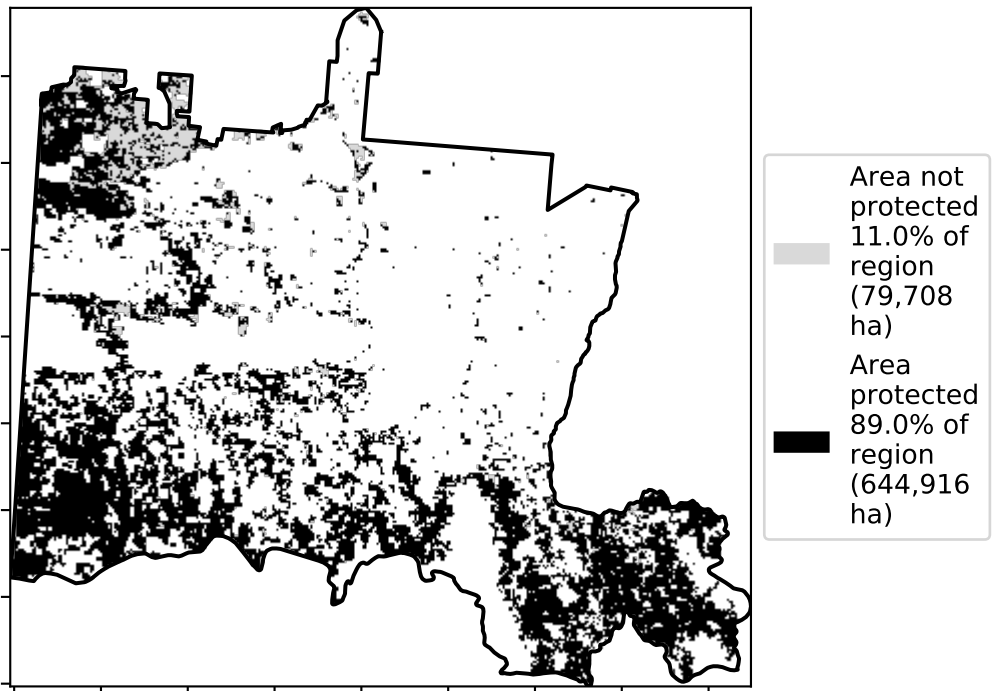 Area not
protected
11.0% of
region
(79,708
ha)
Area
protected
89.0% of
region
(644,916
ha)